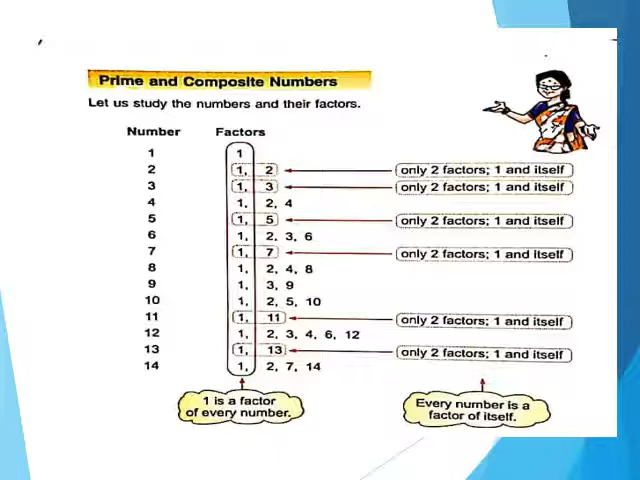 Prime and Composite Numbers
Let us study the numbers and their factors.
Number Factors
1 1
2 1, 2 only 2 factors; 1 and itself
3 1, 3 only 2 factors; 1 and itself
4 1, 2, 4
5 1, 5 only 2 factors; 1 and itself
6 1, 2, 3, 6
7 1, 7 only 2 factors; 1 and itself
8 1, 2, 4, 8
9 1, 3, 9
10 1, 2, 5, 10
11 1, 11 only 2 factors; 1 and itself
12 1, 2, 3, 4, 6, 12
13 1, 13 only 2 factors; 1 and itself
14 1, 2, 7, 14
1 is a factor
of every number.
Every number is a
factor of itself.